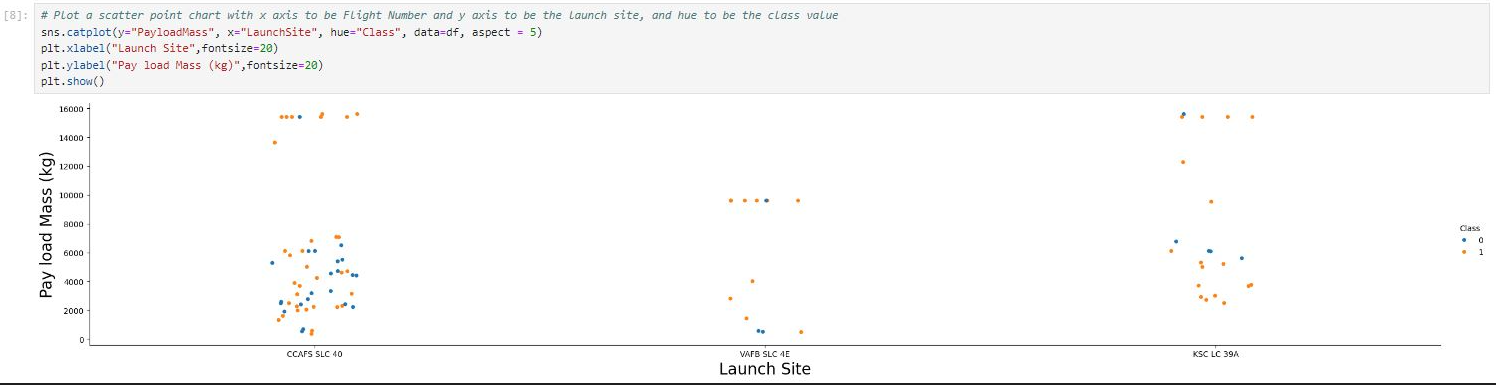 [8]: # Plot a scatter point chart with x axis to be Flight Number and y axis to be the launch site, and hue to be the class value
sns.catplot(y="PayloadMass", x="LaunchSite", hue="Class", data=df, aspect = 5)
plt.xlabel("Launch Site",fontsize=20)
plt.ylabel("Pay load Mass (kg)",fontsize=20)
plt.show()
16000
14000
12000
10000
8000
6000
4000
2000
0
Pay load Mass (kg)
Class
0
1
CCAFS SLC 40 VAFB SLC 4E KSC LC 39A
Launch Site